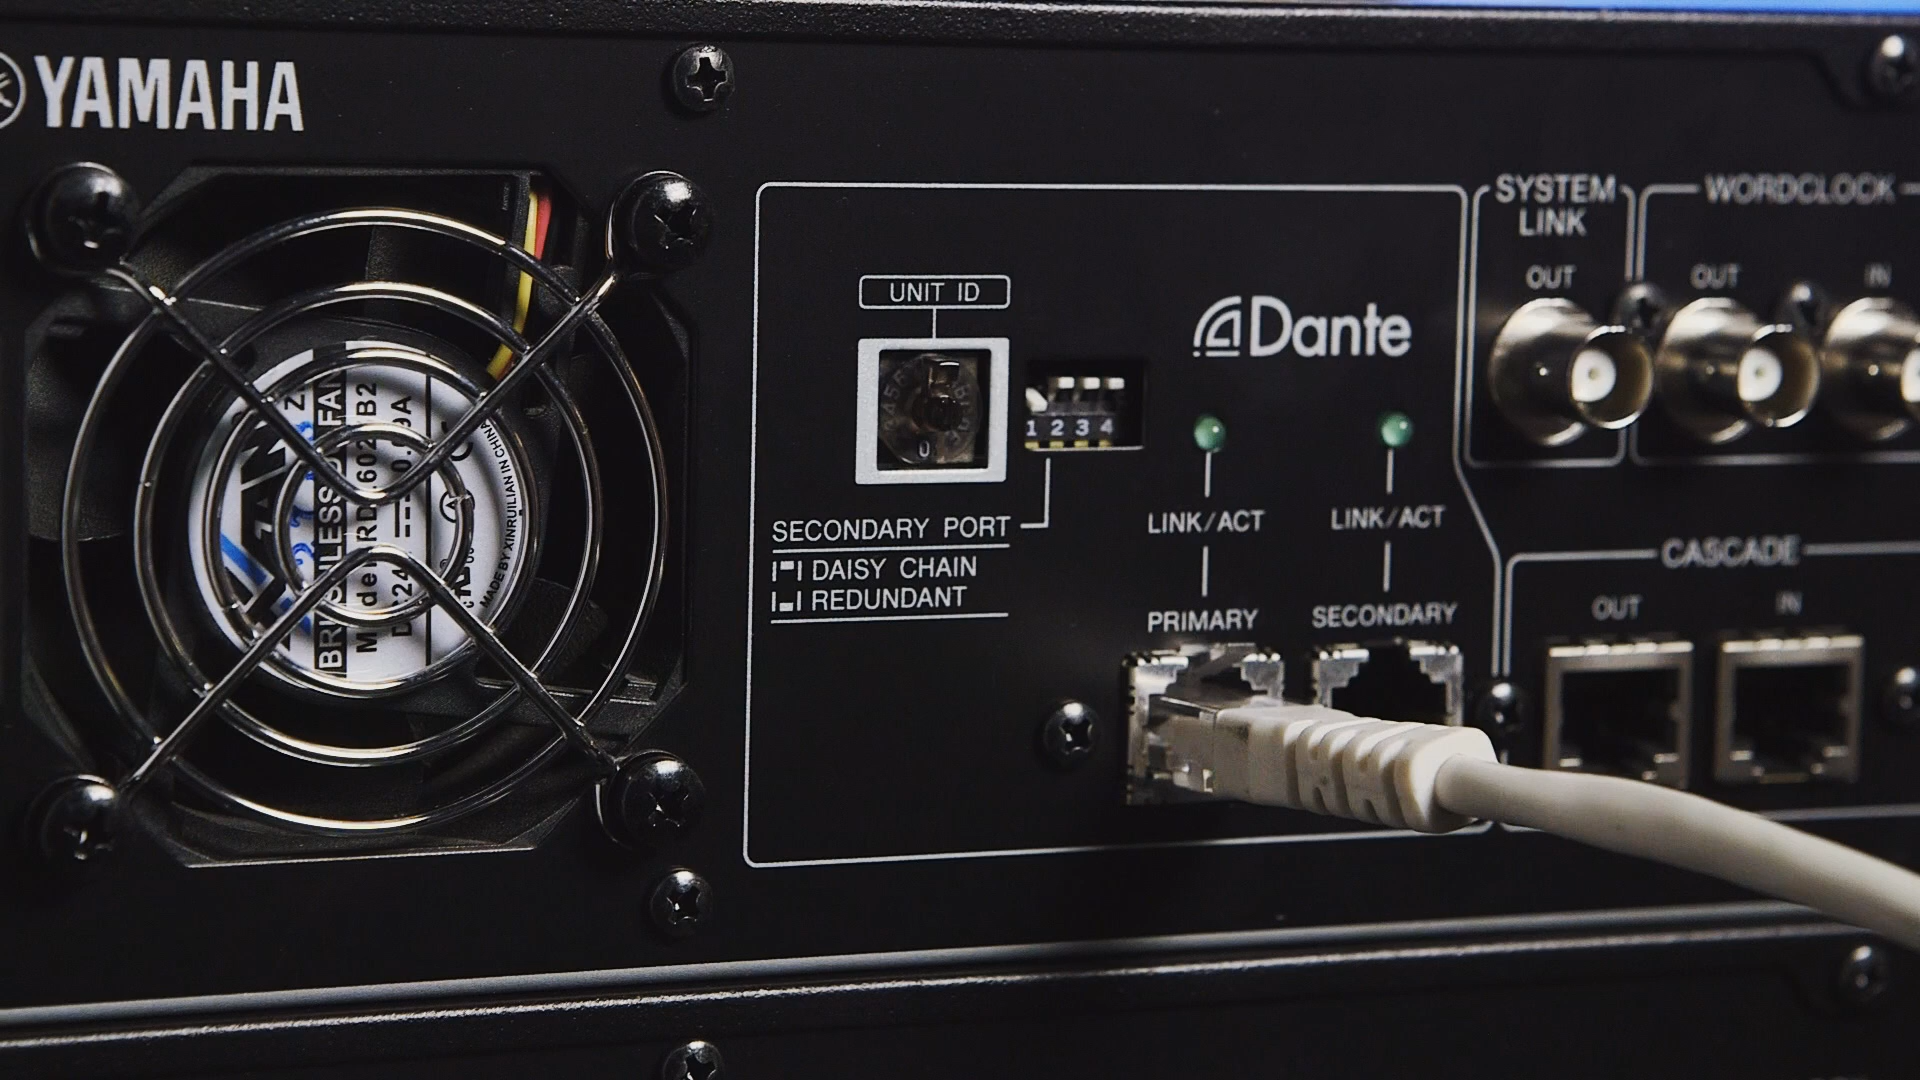 YAMAHA
SYSTEM
LINK
WORDCLOCK
OUT
OUT
IN
UNIT ID
Dante
1 2 3 4
SECONDARY PORT
DAISY CHAIN
REDUNDANT
LINK/ACT
LINK/ACT
PRIMARY
SECONDARY
CASCADE
OUT
IN
MADE BY XINRUILIAN IN CHINA